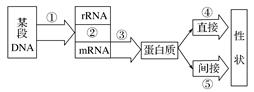 某段
DNA
①
rRNA
②
mRNA
③
蛋白质
④
直接
间接
⑤
性
状